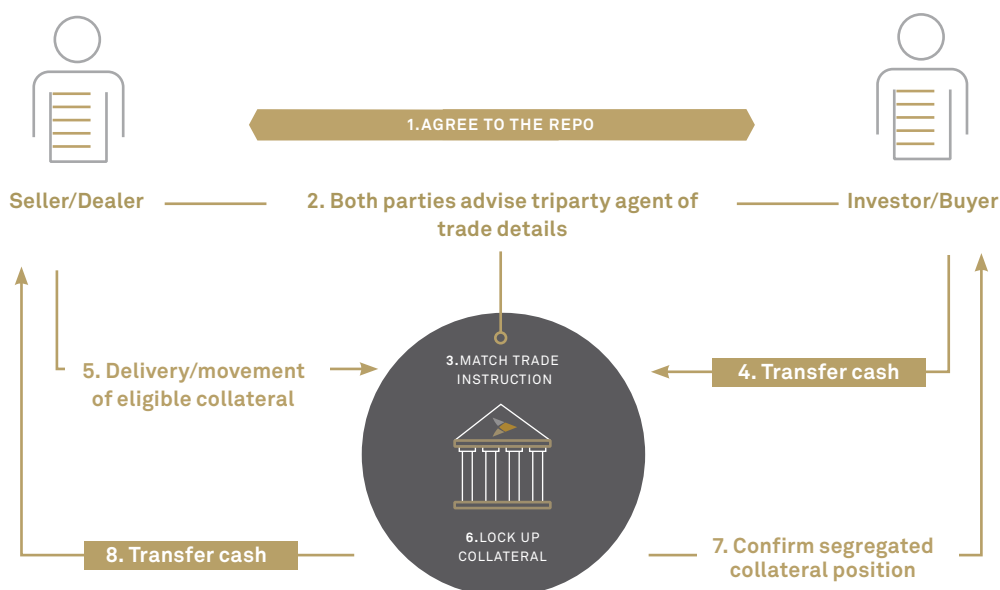 1.AGREE TO THE REPO
Seller/Dealer
2. Both parties advise triparty agent of
trade details
Investor/Buyer
3.MATCH TRADE
INSTRUCTION
4. Transfer cash
5. Delivery/movement
of eligible collateral
6.LOCK UP
COLLATERAL
7. Confirm segregated
collateral position
8. Transfer cash